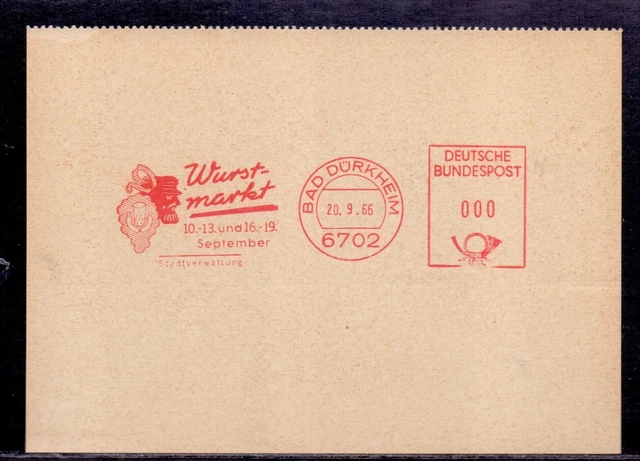 Wurst-
markt
10.-13. und 16.-19.
September
Stadtverwaltung
BAD DÜRKHEIM
20. 9. 66
6702
DEUTSCHE
BUNDESPOST
000